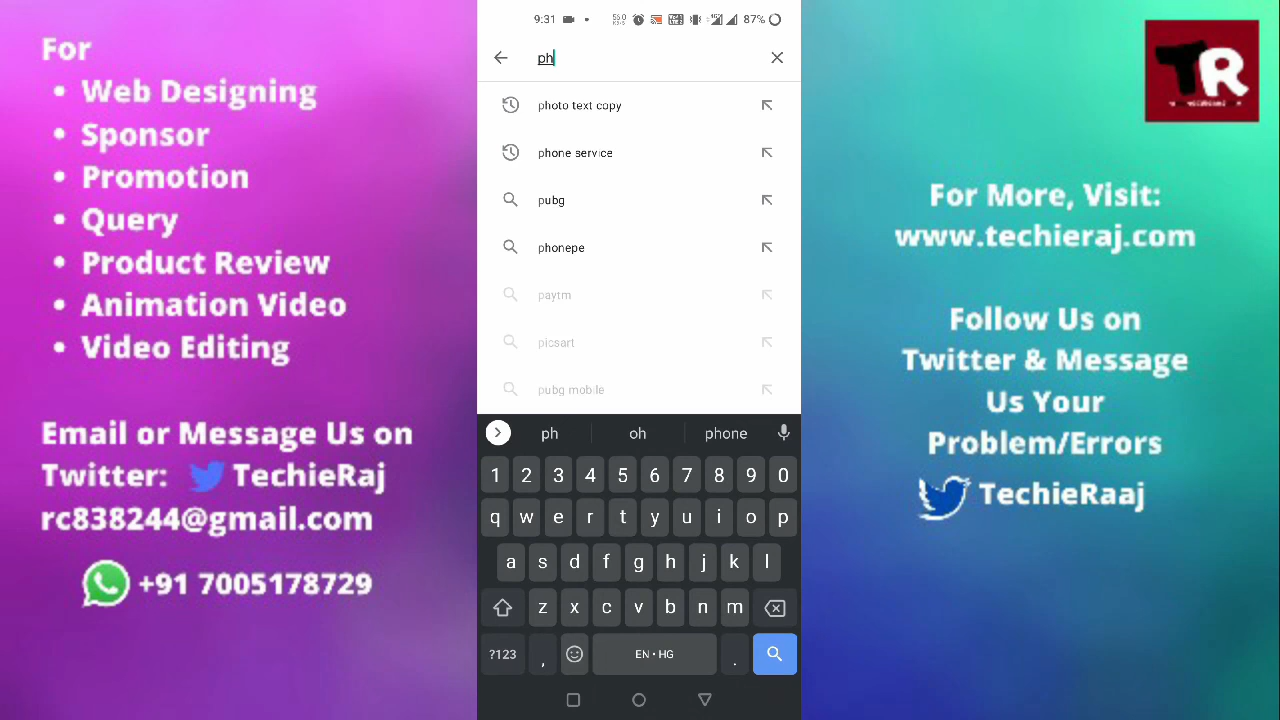 For
• Web Designing
• Sponsor
• Promotion
• Query
• Product Review
• Animation Video
• Video Editing
Email or Message Us on
Twitter: TechieRaj
rc838244@gmail.com
+91 7005178729
9:31 87%
ph
photo text copy
phone service
pubg
phonepe
paytm
picsart
pubg mobile
ph oh phone
1 2 3 4 5 6 7 8 9 0
q w e r t y u i o p
a s d f g h j k l
z x c v b n m
?123 , EN • HG .
TR
For More, Visit:
www.techieraj.com
Follow Us on
Twitter & Message
Us Your
Problem/Errors
TechieRaaj